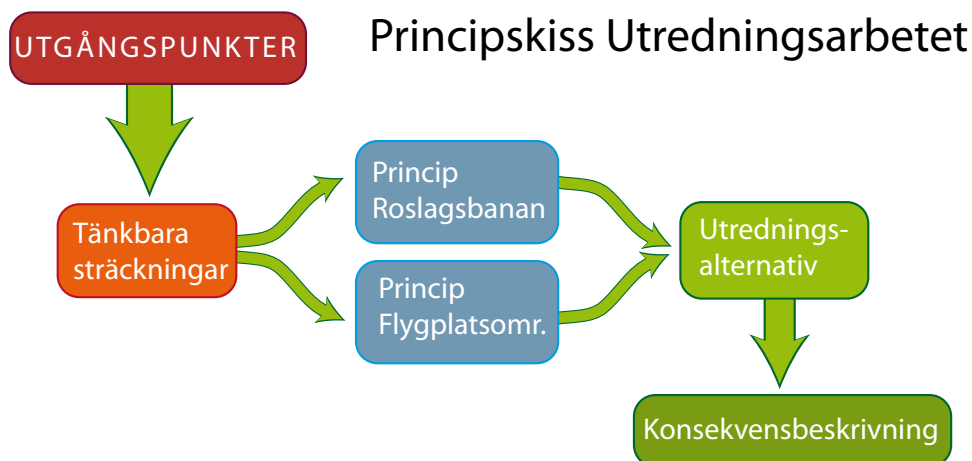 Principskiss Utredningsarbetet
UTGÅNGSPUNKTER
Tänkbara
sträckningar
Princip
Roslagsbanan
Princip
Flygplatsomr.
Utrednings-
alternativ
Konsekvensbeskrivning